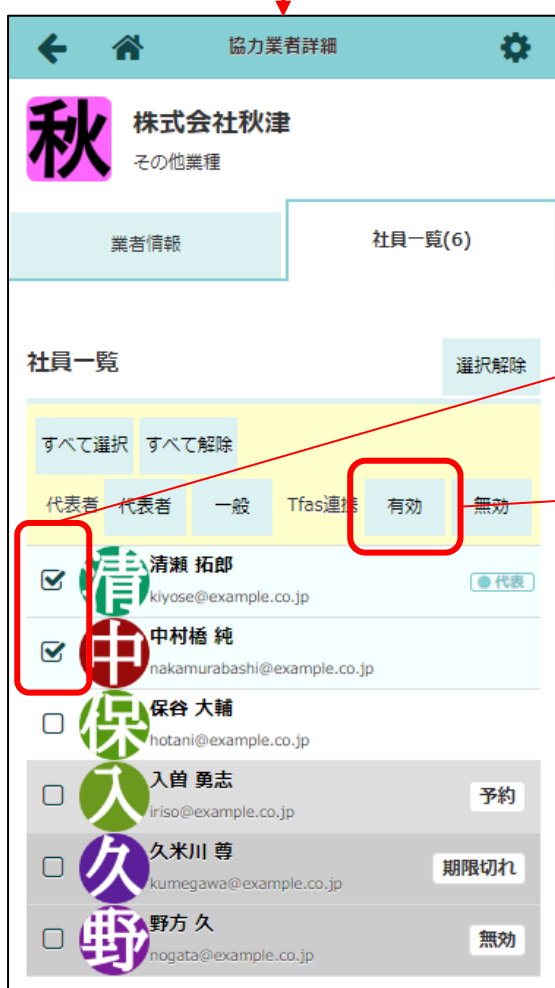 協力業者詳細
秋
株式会社秋津
その他業種
業者情報
社員一覧(6)
社員一覧
選択解除
すべて選択 すべて解除
代表者 代表者 一般 Tfas連携 有効 無効
清
清瀬 拓郎
kiyose@example.co.jp
代表
中
中村橋 純
nakamurabashi@example.co.jp
保
保谷 大輔
hotani@example.co.jp
入
入曽 勇志
iriso@example.co.jp
予約
久
久米川 尊
kumegawa@example.co.jp
期限切れ
野
野方 久
nogata@example.co.jp
無効